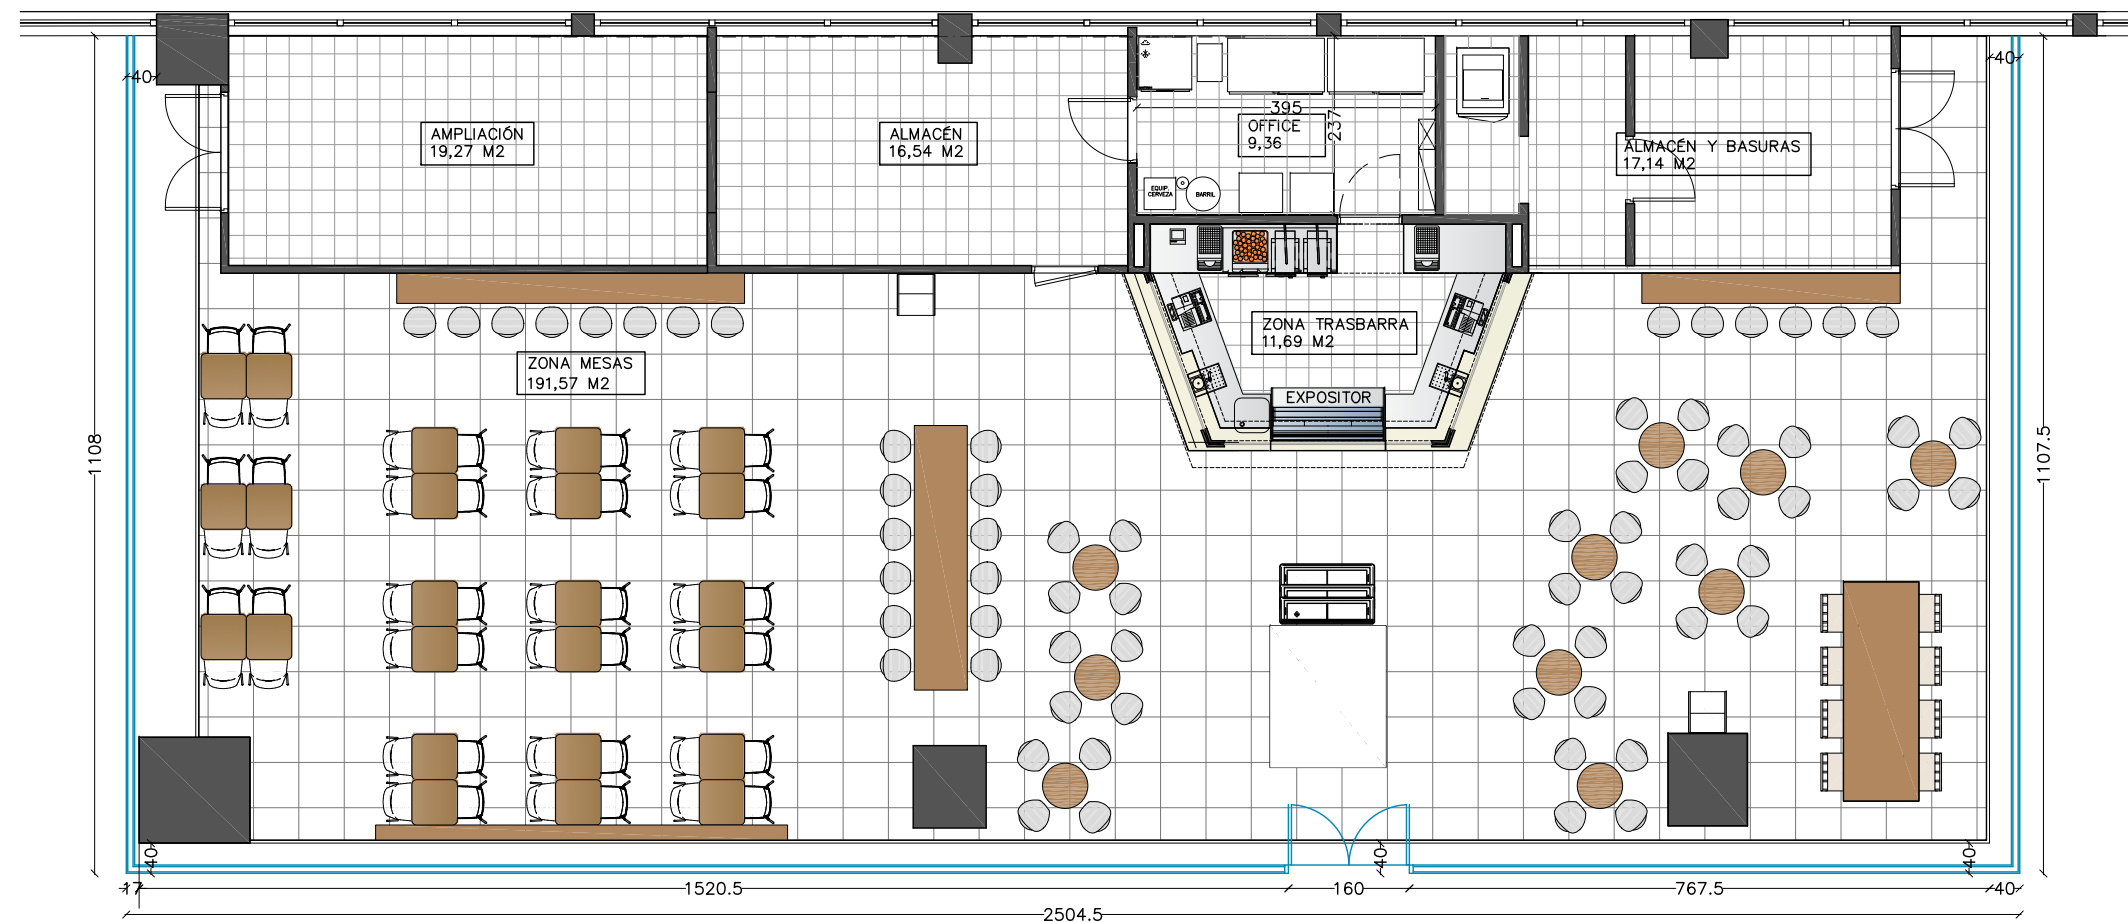 40
40
AMPLIACIÓN
19,27 M2
ALMACÉN
16,54 M2
395
237
OFFICE
9,36
ALMACÉN Y BASURAS
17,14 M2
EQUIP.
CERVEZA
BARRIL
ZONA TRASBARRA
11,69 M2
ZONA MESAS
191,57 M2
EXPOSITOR
1108
1107.5
40
40
40
17
1520.5
160
767.5
40
2504.5